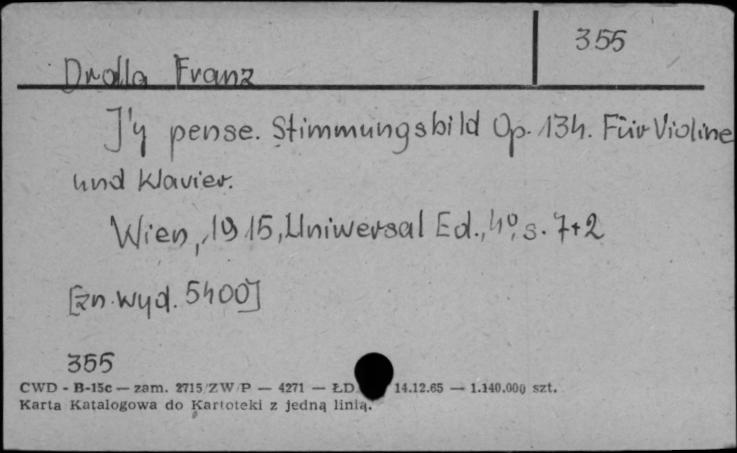 355
Drdla Franz
J'y pense. Stimmungsbild Op. 134. Für Violine
und Klavier.
Wien, 1915, Uniwersal Ed., 4º, s. 7+2
[zn. wyd. 5400]
355
CWD - B-15c — zam. 2715/ZW/P — 4271 — ŁD 14.12.65 — 1.140.000 szt.
Karta Katalogowa do Kartoteki z jedną linią.